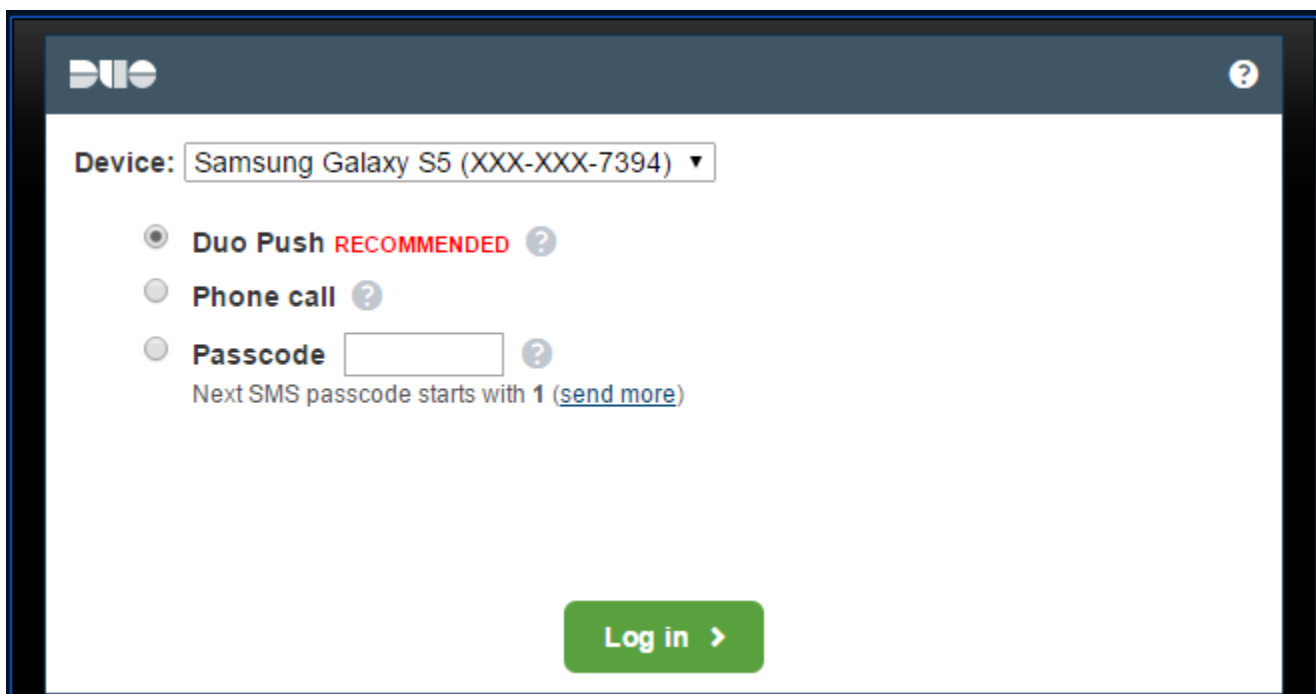 DUO
?
Device: Samsung Galaxy S5 (XXX-XXX-7394)
Duo Push RECOMMENDED ?
Phone call ?
Passcode ?
Next SMS passcode starts with 1 (send more)
Log in